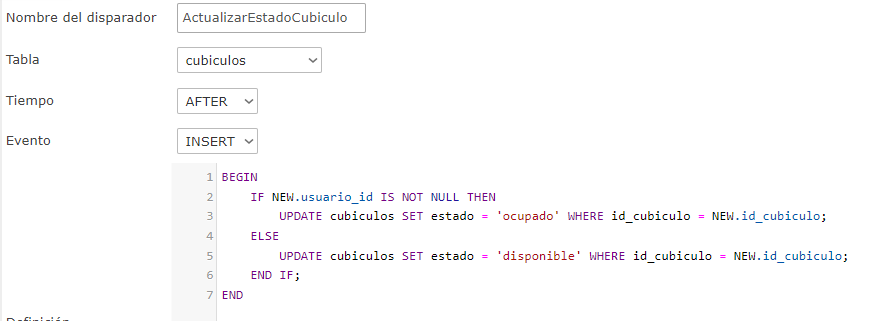 Nombre del disparador ActualizarEstadoCubiculo
Tabla cubiculos
Tiempo AFTER
Evento INSERT
1 BEGIN
2 IF NEW.usuario_id IS NOT NULL THEN
3 UPDATE cubiculos SET estado = 'ocupado' WHERE id_cubiculo = NEW.id_cubiculo;
4 ELSE
5 UPDATE cubiculos SET estado = 'disponible' WHERE id_cubiculo = NEW.id_cubiculo;
6 END IF;
7 END
Definición